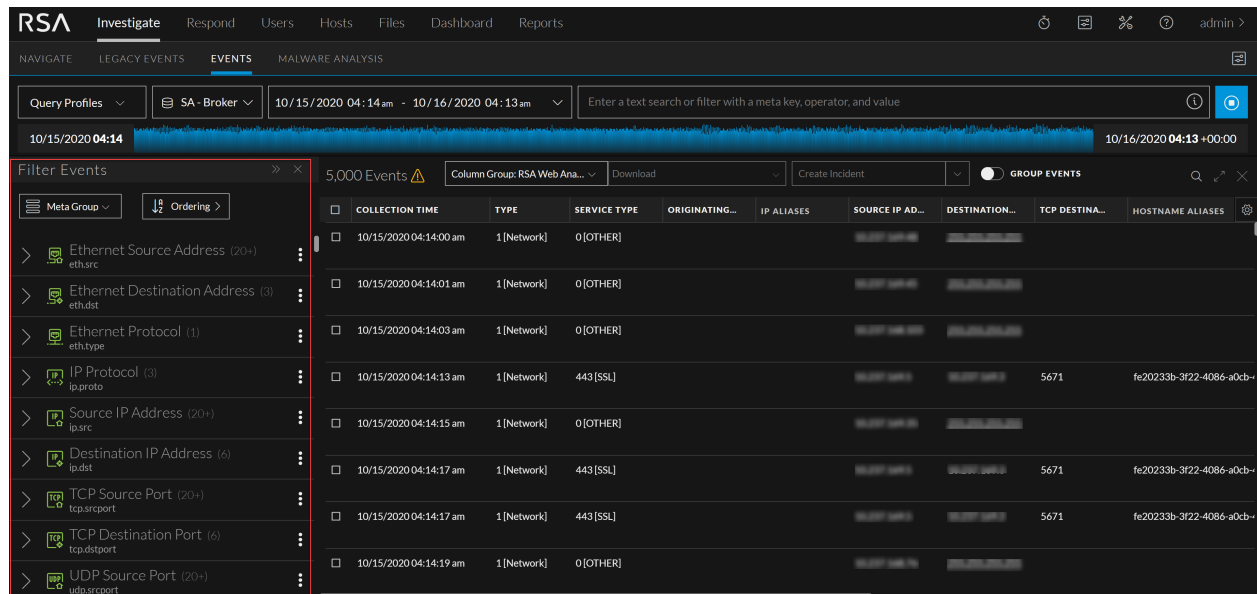 RSA Investigate Respond Users Hosts Files Dashboard Reports admin >
NAVIGATE LEGACY EVENTS EVENTS MALWARE ANALYSIS
Query Profiles SA - Broker 10/15/2020 04:14am - 10/16/2020 04:13am Enter a text search or filter with a meta key, operator, and value
10/15/2020 04:14 10/16/2020 04:13 +00:00
Filter Events
Meta Group Ordering
Ethernet Source Address (20+)
eth.src
Ethernet Destination Address (3)
eth.dst
Ethernet Protocol (1)
eth.type
IP Protocol (3)
ip.proto
Source IP Address (20+)
ip.src
Destination IP Address (6)
ip.dst
TCP Source Port (20+)
tcp.srcport
TCP Destination Port (6)
tcp.dstport
UDP Source Port (20+)
udp.srcport
5,000 Events Column Group: RSA Web Ana... Download Create Incident GROUP EVENTS
COLLECTION TIME TYPE SERVICE TYPE ORIGINATING... IP ALIASES SOURCE IP AD... DESTINATION... TCP DESTINA... HOSTNAME ALIASES
10/15/2020 04:14:00 am 1 [Network] 0 [OTHER]
10/15/2020 04:14:01 am 1 [Network] 0 [OTHER]
10/15/2020 04:14:03 am 1 [Network] 0 [OTHER]
10/15/2020 04:14:13 am 1 [Network] 443 [SSL] 5671 fe20233b-3f22-4086-a0cb-
10/15/2020 04:14:15 am 1 [Network] 0 [OTHER]
10/15/2020 04:14:17 am 1 [Network] 443 [SSL] 5671 fe20233b-3f22-4086-a0cb-
10/15/2020 04:14:17 am 1 [Network] 443 [SSL] 5671 fe20233b-3f22-4086-a0cb-
10/15/2020 04:14:19 am 1 [Network] 0 [OTHER]